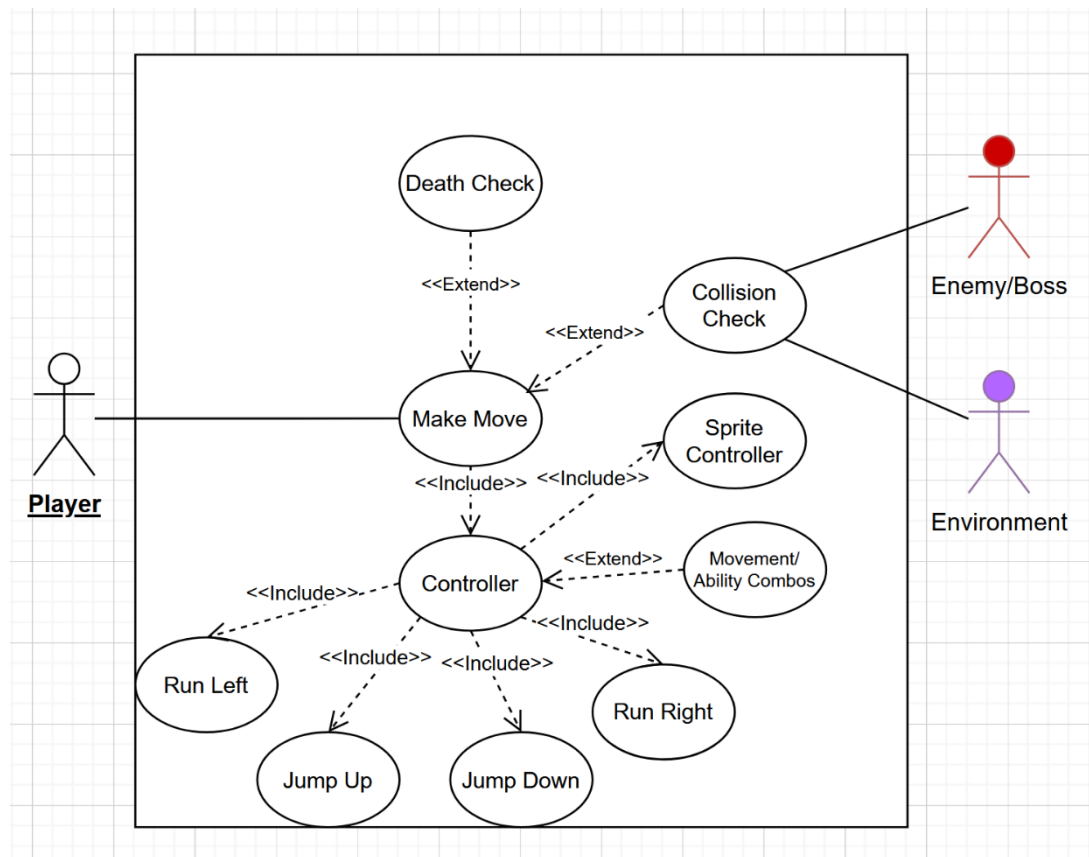 Death Check
<<Extend>>
Collision
Check
Enemy/Boss
<<Extend>>
Make Move
Player
Sprite
Controller
<<Include>>
<<Include>>
Environment
Controller
<<Extend>>
Movement/
Ability Combos
<<Include>>
<<Include>>
<<Include>>
<<Include>>
Run Left
Run Right
Jump Up
Jump Down